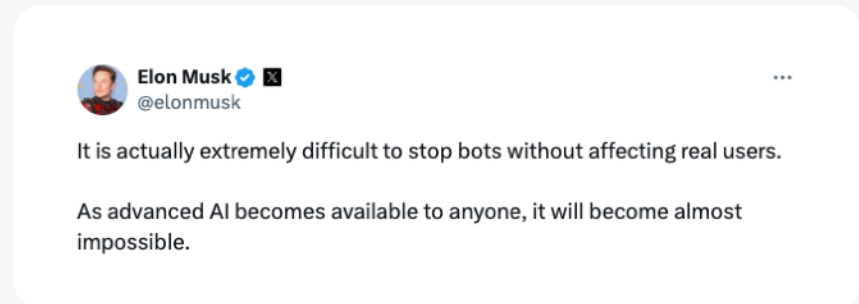 Elon Musk X
@elonmusk
It is actually extremely difficult to stop bots without affecting real users.
As advanced AI becomes available to anyone, it will become almost
impossible.